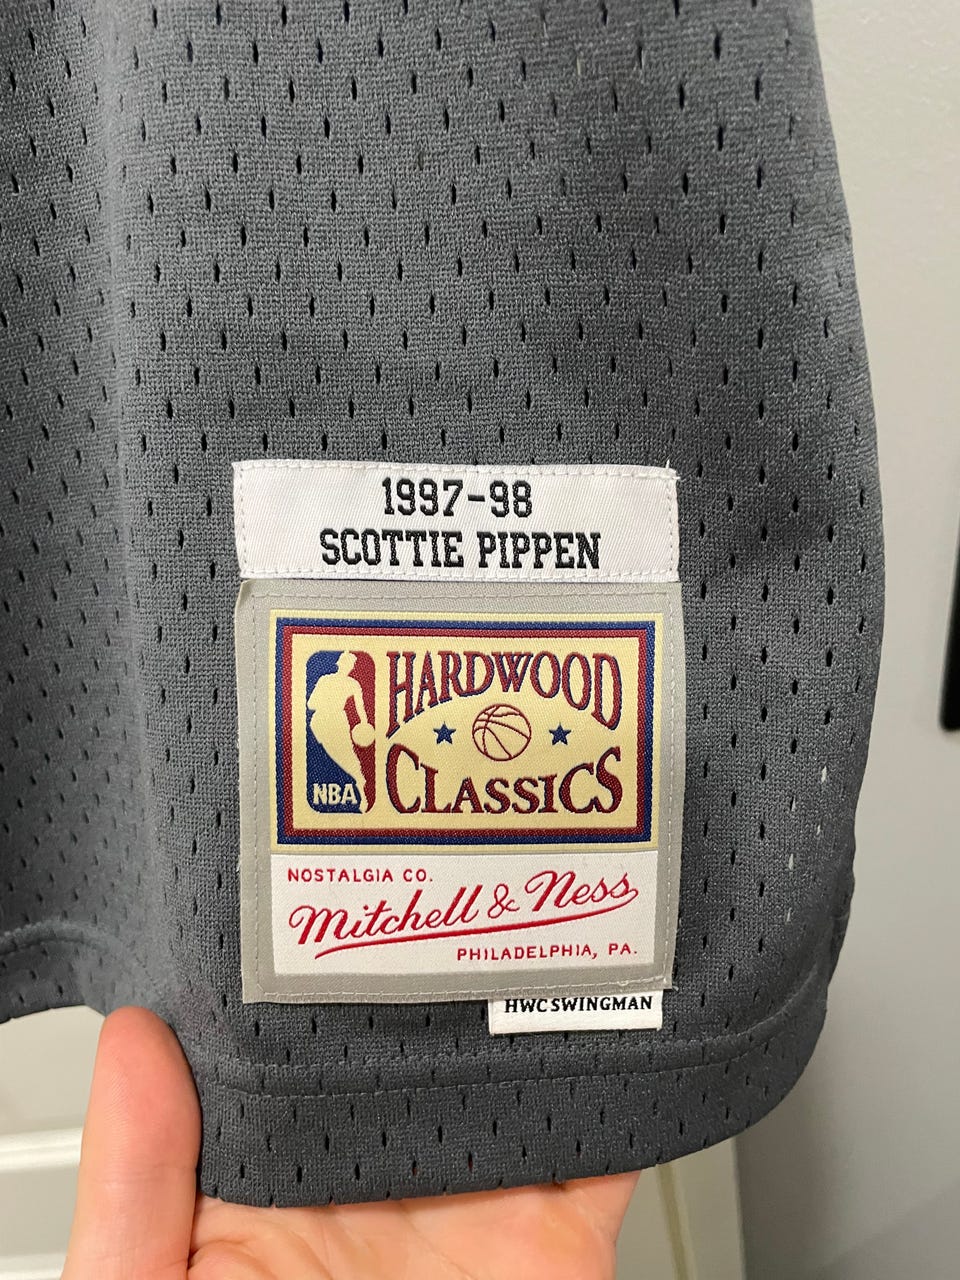 1997-98
SCOTTIE PIPPEN
HARDWOOD
CLASSICS
NBA
NOSTALGIA CO.
Mitchell & Ness
PHILADELPHIA, PA.
HWC SWINGMAN